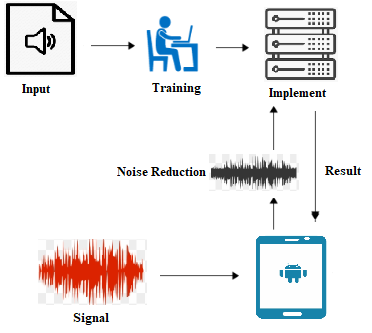 Input
Training
Implement
Noise Reduction
Result
Signal